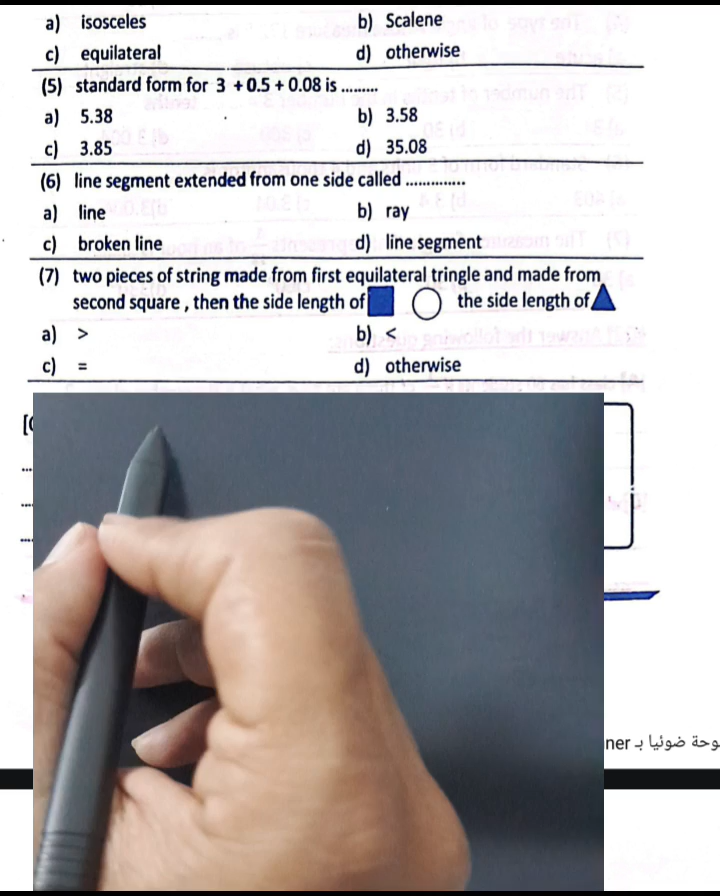 a) isosceles b) Scalene
c) equilateral d) otherwise
(5) standard form for 3 + 0.5 + 0.08 is .........
a) 5.38 b) 3.58
c) 3.85 d) 35.08
(6) line segment extended from one side called ..............
a) line b) ray
c) broken line d) line segment
(7) two pieces of string made from first equilateral tringle and made from
second square , then the side length of the side length of
a) > b) <
c) = d) otherwise
ضوئيا بـ